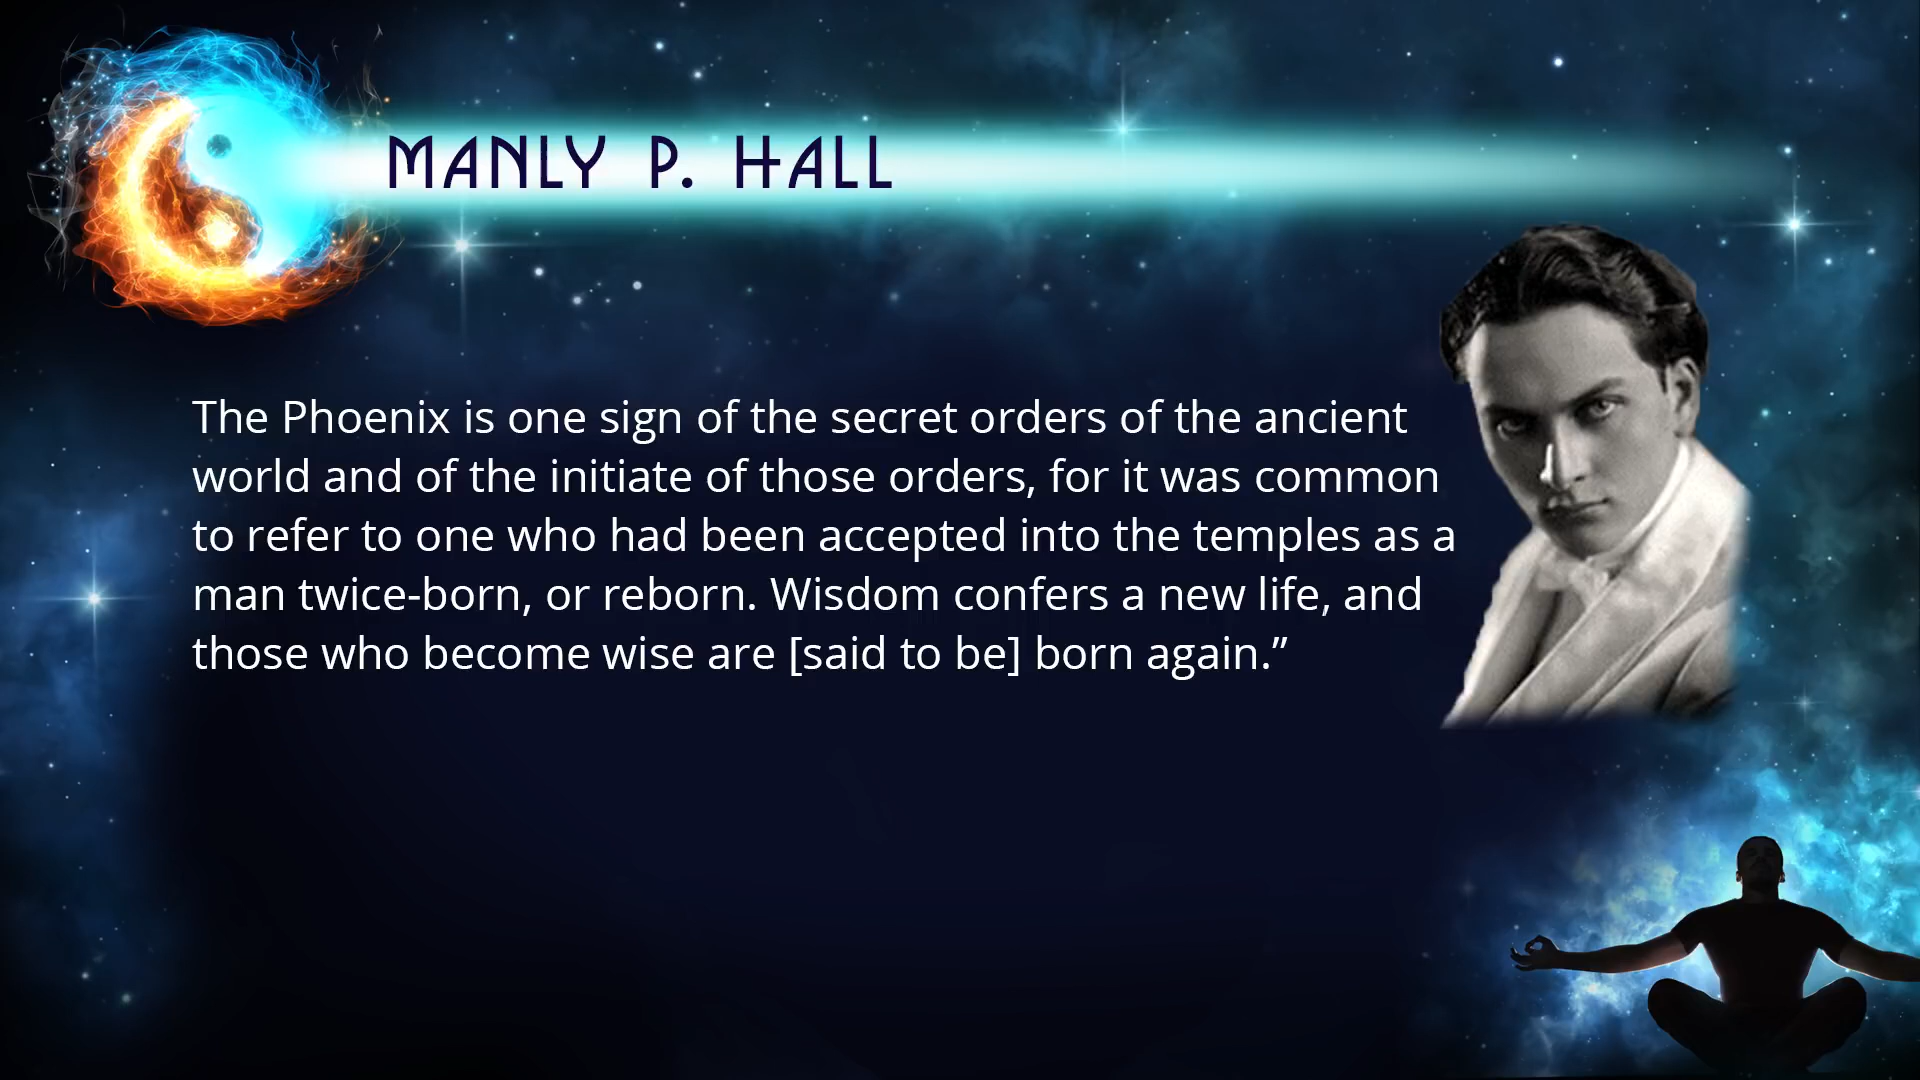 MANLY P. HALL
The Phoenix is one sign of the secret orders of the ancient
world and of the initiate of those orders, for it was common
to refer to one who had been accepted into the temples as a
man twice-born, or reborn. Wisdom confers a new life, and
those who become wise are [said to be] born again.”